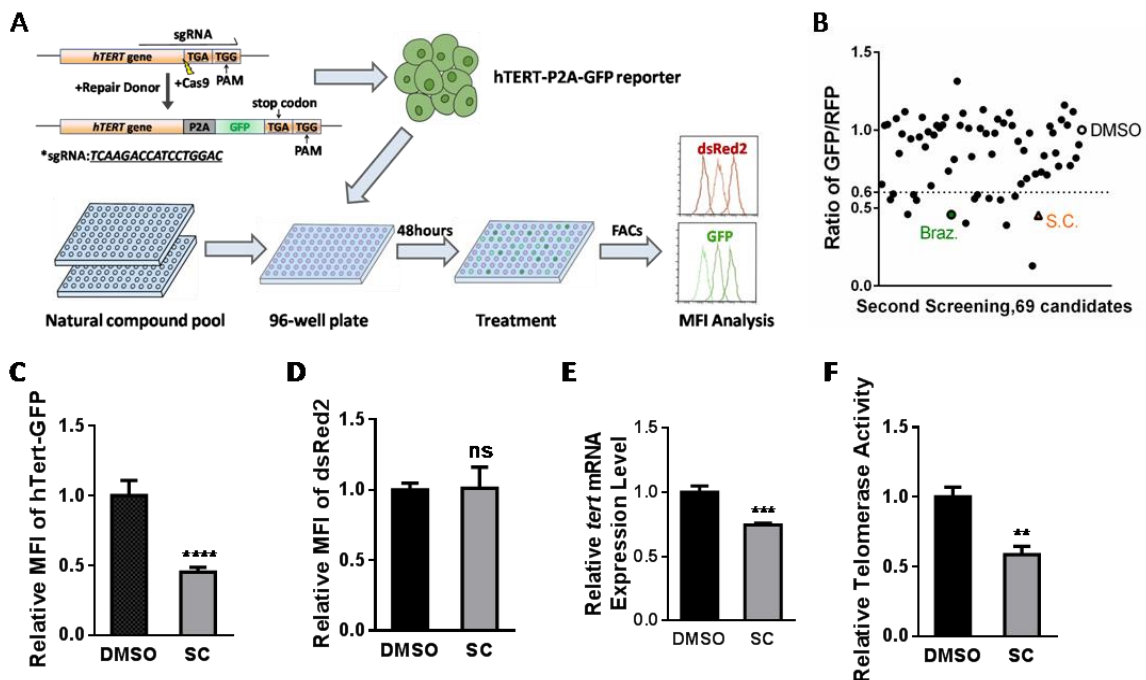 A
sgRNA
hTERT gene TGA TGG
+Cas9 PAM
+Repair Donor
stop codon
hTERT gene P2A GFP TGA TGG
PAM
*sgRNA:TCAAGACCATCCTGGAC
hTERT-P2A-GFP reporter
48hours
FACs
dsRed2
GFP
Natural compound pool
96-well plate
Treatment
MFI Analysis
B
Ratio of GFP/RFP
1.5
1.0
0.6
0.5
0.0
DMSO
Braz.
S.C.
Second Screening,69 candidates
C
Relative MFI of hTert-GFP
1.5
1.0
0.5
0.0
****
DMSO SC
D
Relative MFI of dsRed2
1.5
1.0
0.5
0.0
ns
DMSO SC
E
Relative tert mRNA
Expression Level
1.5
1.0
0.5
0.0
***
DMSO SC
F
Relative Telomerase Activity
1.5
1.0
0.5
0.0
**
DMSO SC